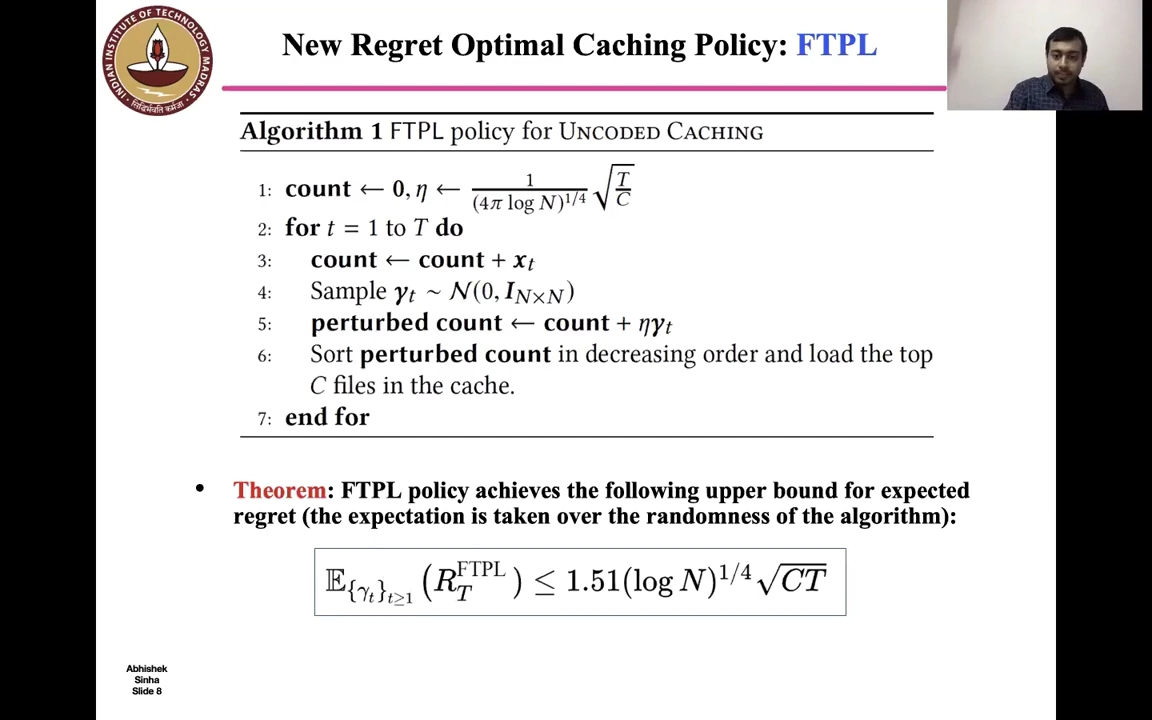 New Regret Optimal Caching Policy: FTPL
INDIAN INSTITUTE OF TECHNOLOGY MADRAS
सिद्धिर्भवति कर्मजा
Algorithm 1 FTPL policy for UNCODED CACHING
1: count ← 0, η ← 1/(4π log N)^{1/4} √(T/C)
2: for t = 1 to T do
3: count ← count + x_t
4: Sample γ_t ~ N(0, I_{N×N})
5: perturbed count ← count + ηγ_t
6: Sort perturbed count in decreasing order and load the top
C files in the cache.
7: end for
• Theorem: FTPL policy achieves the following upper bound for expected
regret (the expectation is taken over the randomness of the algorithm):
𝔼_{{γ_t}_{t≥1}} (R_T^{FTPL}) ≤ 1.51(log N)^{1/4} √CT
Abhishek
Sinha
Slide 8